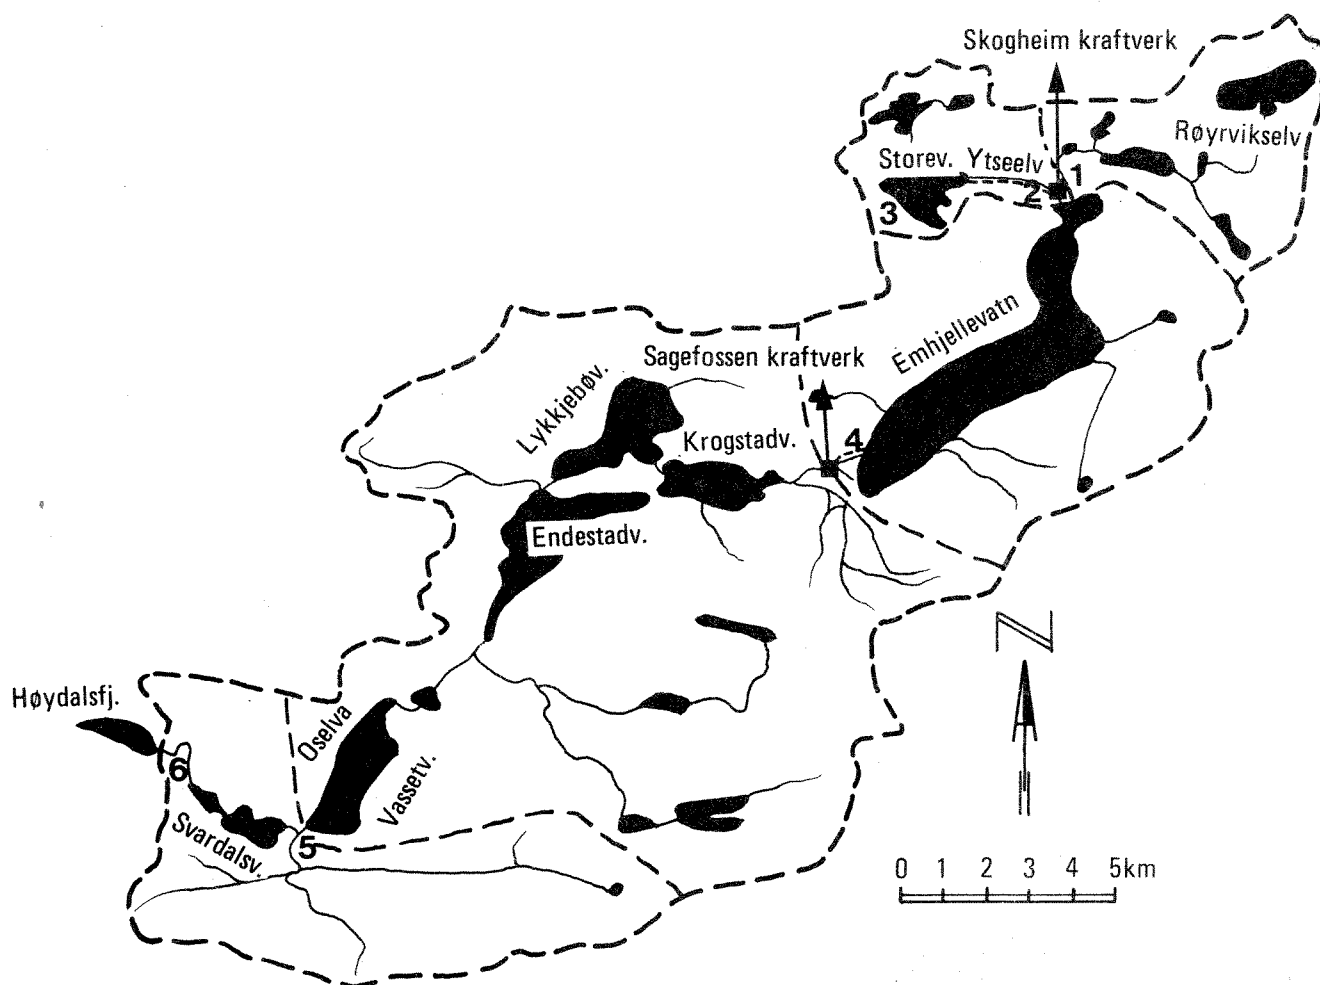 Skogheim kraftverk
Røyrvikselv
Storev.
Ytseelv
1
2
3
Emhjellevatn
Sagefossen kraftverk
Lykkjebøv.
Krogstadv.
4
Endestadv.
N
Høydalsfj.
Oselva
6
Vassetv.
Svardalsv.
5
0 1 2 3 4 5km